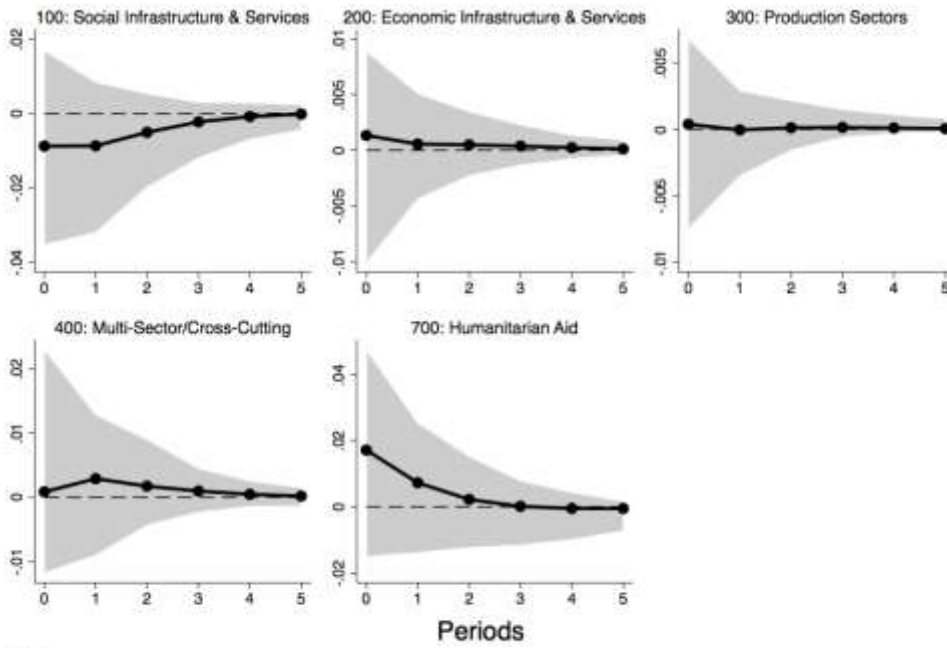 100: Social Infrastructure & Services
.02
0
-.02
-.04
0 1 2 3 4 5
200: Economic Infrastructure & Services
.01
.005
0
-.005
-.01
0 1 2 3 4 5
300: Production Sectors
.005
0
-.005
-.01
0 1 2 3 4 5
400: Multi-Sector/Cross-Cutting
.02
.01
0
-.01
0 1 2 3 4 5
700: Humanitarian Aid
.04
.02
0
-.02
0 1 2 3 4 5
Periods